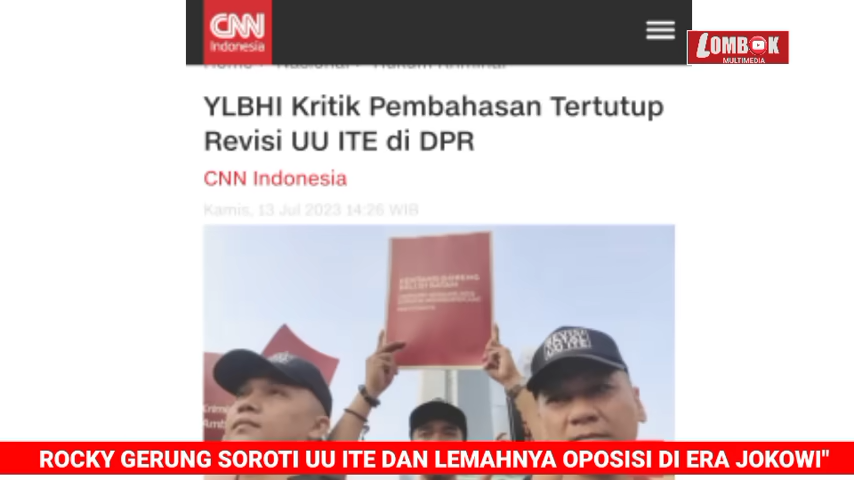 CNN
Indonesia
LOMBOK
MULTIMEDIA
YLBHI Kritik Pembahasan Tertutup
Revisi UU ITE di DPR
CNN Indonesia
Kamis, 13 Jul 2023 14:26 WIB
REVISI
UU ITE
ROCKY GERUNG SOROTI UU ITE DAN LEMAHNYA OPOSISI DI ERA JOKOWI"